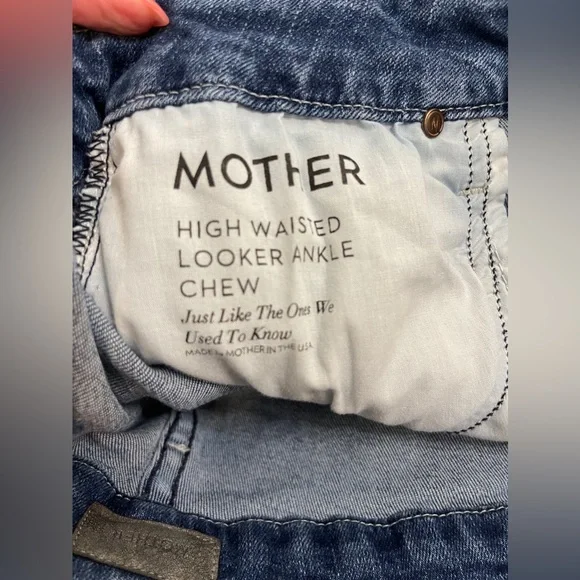 MOTHER
HIGH WAISTED
LOOKER ANKLE
CHEW
Just Like The Ones We
Used To Know
MADE by MOTHER IN THE USA
MOTHER